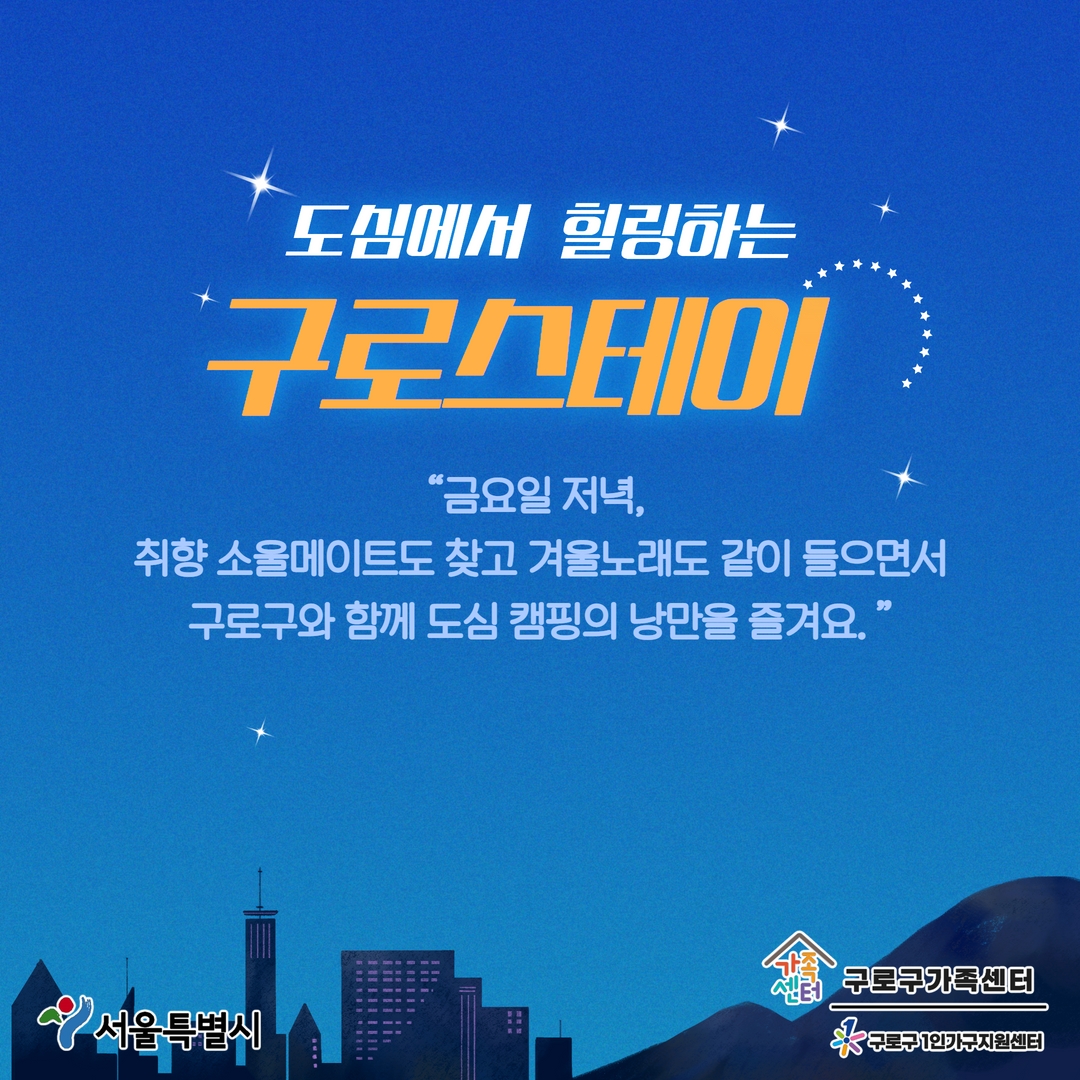 도심에서 힐링하는
구로스테이
“금요일 저녁,
취향 소울메이트도 찾고 겨울노래도 같이 들으면서
구로구와 함께 도심 캠핑의 낭만을 즐겨요.”
서울특별시
가족
센터
구로구가족센터
구로구 1인가구지원센터